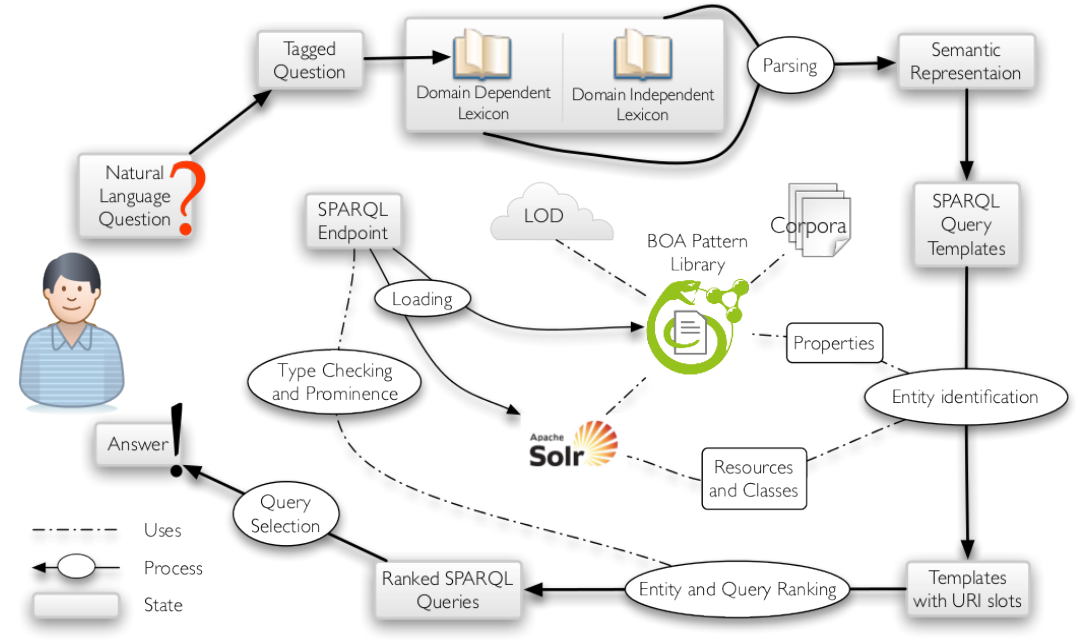 Tagged
Question
Domain Dependent
Lexicon
Domain Independent
Lexicon
Parsing
Semantic
Representaion
Natural
Language
Question
?
SPARQL
Endpoint
LOD
BOA Pattern
Library
Corpora
SPARQL
Query
Templates
Loading
Properties
Type Checking
and Prominence
Entity identification
Apache
Solr
Resources
and Classes
Answer
!
Query
Selection
Uses
Process
State
Ranked SPARQL
Queries
Entity and Query Ranking
Templates
with URI slots